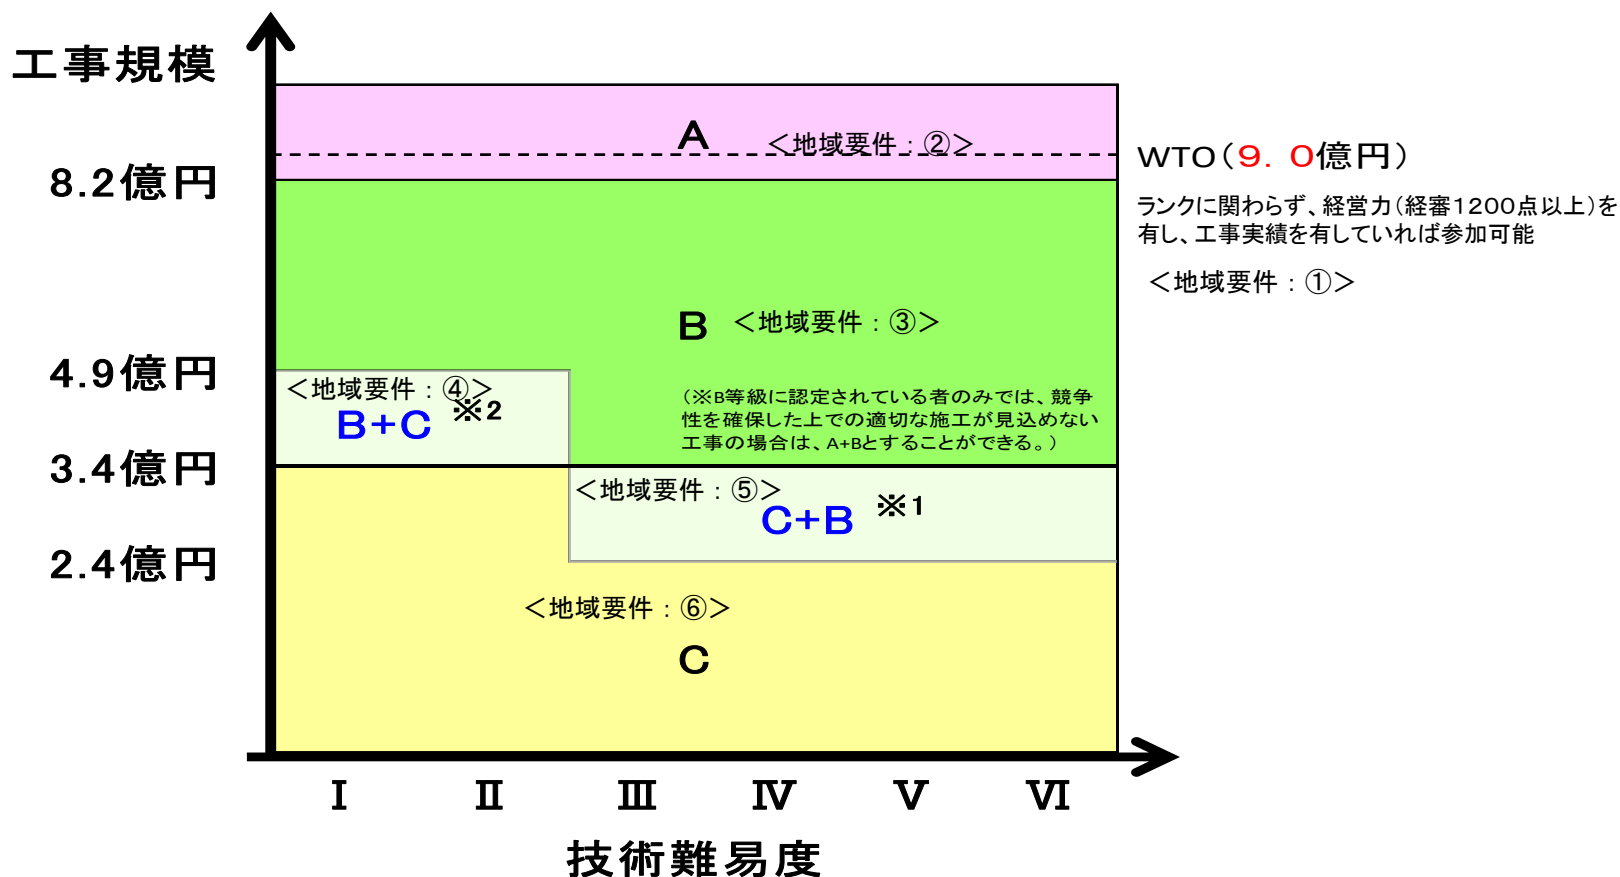 工事規模
A
＜地域要件：②＞
WTO（９．０億円）
8.2億円
ランクに関わらず、経営力（経審１２００点以上）を
有し、工事実績を有していれば参加可能
＜地域要件：①＞
B ＜地域要件：③＞
4.9億円
＜地域要件：④＞
B+C ※2
（※B等級に認定されている者のみでは、競争
性を確保した上での適切な施工が見込めない
工事の場合は、A+Bとすることができる。）
3.4億円
＜地域要件：⑤＞
C+B ※1
2.4億円
＜地域要件：⑥＞
C
Ⅰ Ⅱ Ⅲ Ⅳ Ⅴ Ⅵ
技術難易度